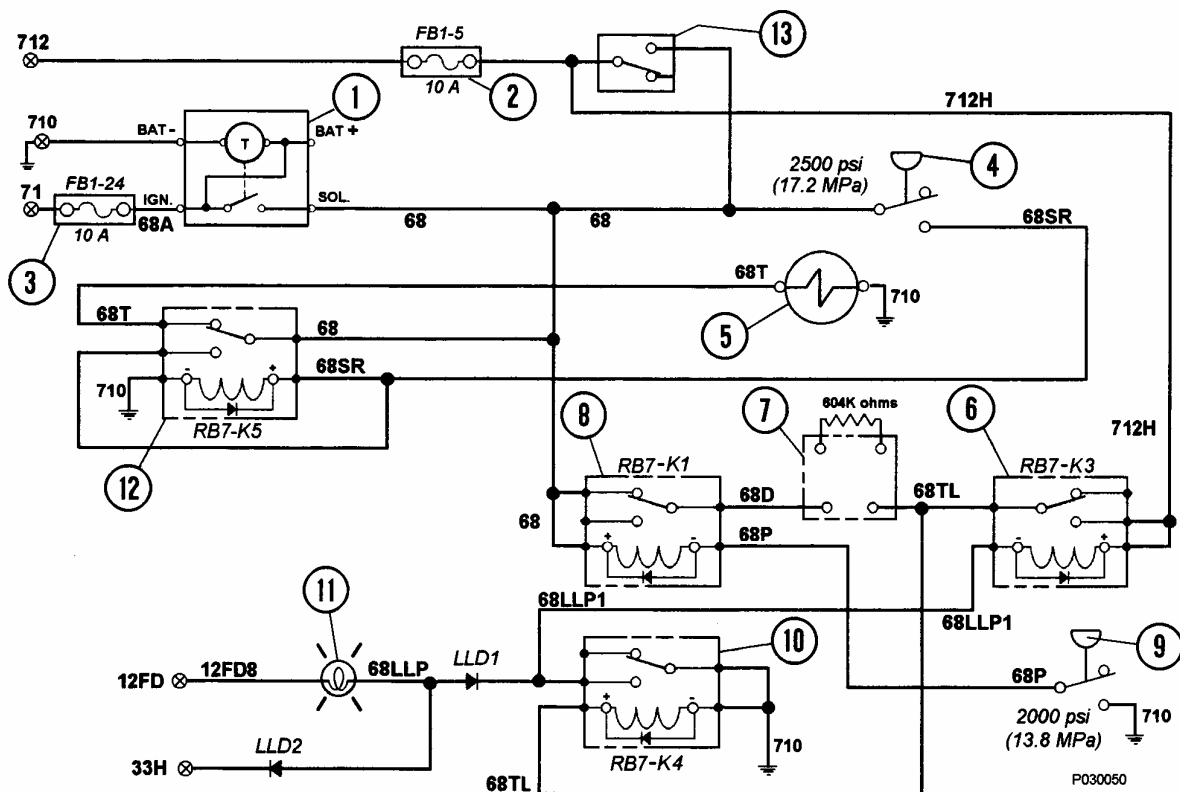 FB1-5
13
712
10 A
2
1
712H
710
BAT -
T
BAT +
2500 psi
(17.2 MPa)
4
71
FB1-24
IGN.
SOL.
68A
68
68
68SR
10 A
3
68T
710
5
68T
68
68SR
710
- +
RB7-K5
12
8
7
604K ohms
6
712H
RB7-K1
RB7-K3
68D
68TL
68
68P
+ -
- +
11
68LLP1
68LLP1
10
9
12FD
12FD8
68LLP
LLD1
68P
+ -
2000 psi
(13.8 MPa)
710
710
LLD2
33H
RB7-K4
68TL
P030050